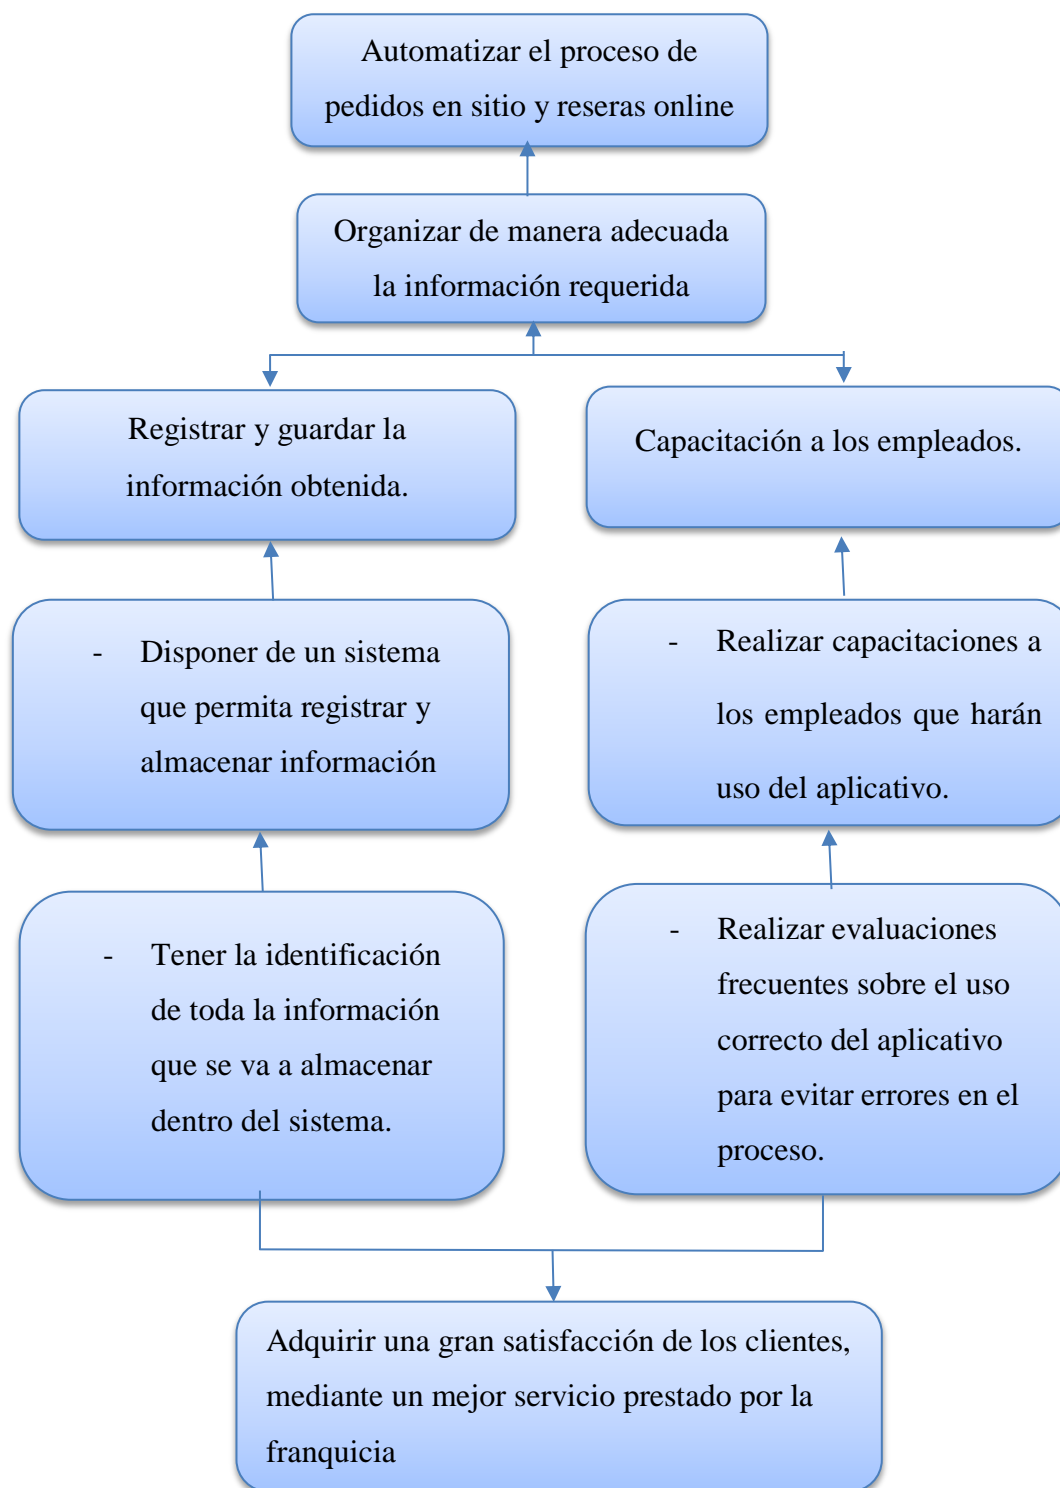 Automatizar el proceso de
pedidos en sitio y reseras online
Organizar de manera adecuada
la información requerida
Registrar y guardar la
información obtenida.
Capacitación a los empleados.
- Disponer de un sistema
que permita registrar y
almacenar información
- Realizar capacitaciones a
los empleados que harán
uso del aplicativo.
- Tener la identificación
de toda la información
que se va a almacenar
dentro del sistema.
- Realizar evaluaciones
frecuentes sobre el uso
correcto del aplicativo
para evitar errores en el
proceso.
Adquirir una gran satisfacción de los clientes,
mediante un mejor servicio prestado por la
franquicia